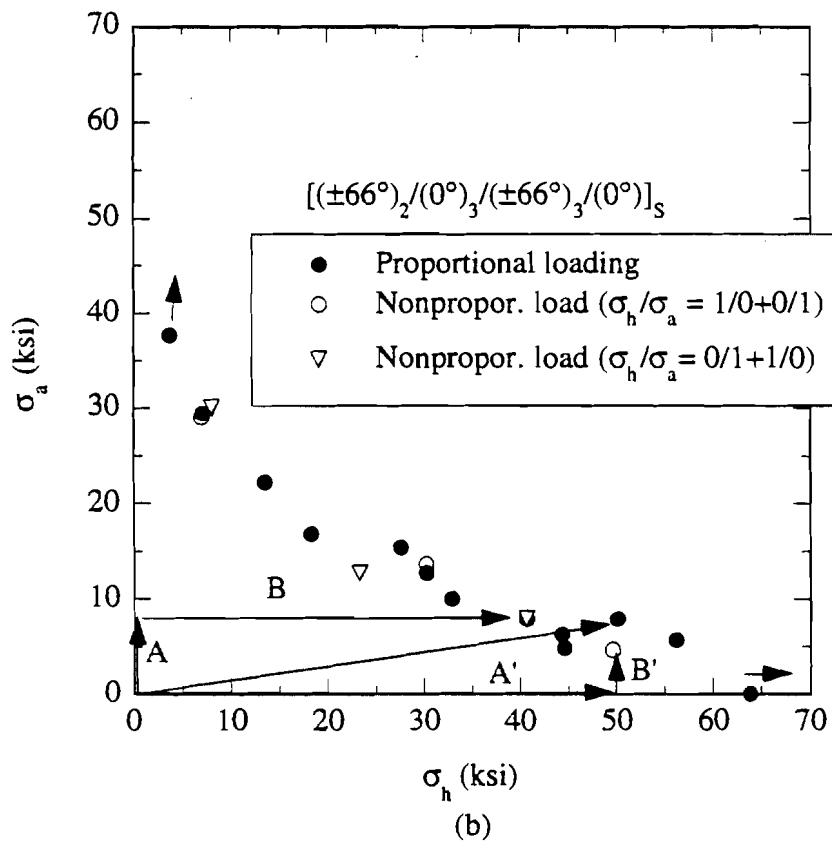 70
60
50
40
30
20
10
0
σa (ksi)
[(±66°)2/(0°)3/(±66°)3/(0°)]S
Proportional loading
Nonpropor. load (σh/σa = 1/0+0/1)
Nonpropor. load (σh/σa = 0/1+1/0)
B
A
A'
B'
0 10 20 30 40 50 60 70
σh (ksi)
(b)